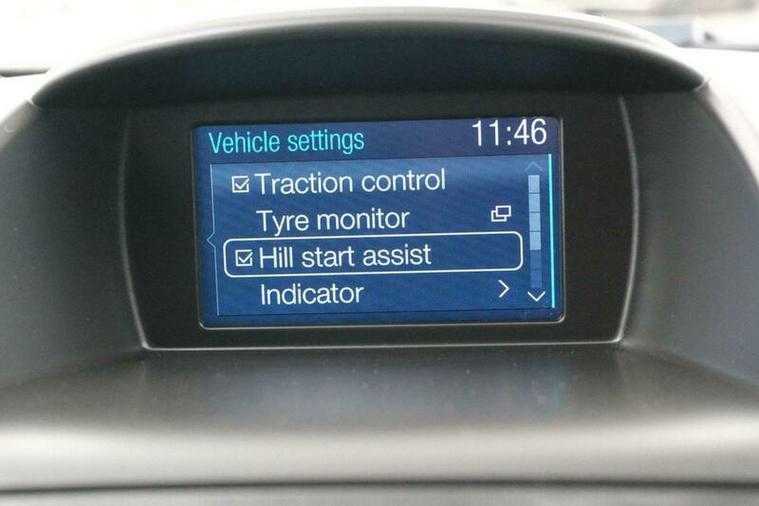 Vehicle settings 11:46
Traction control
Tyre monitor
Hill start assist
Indicator